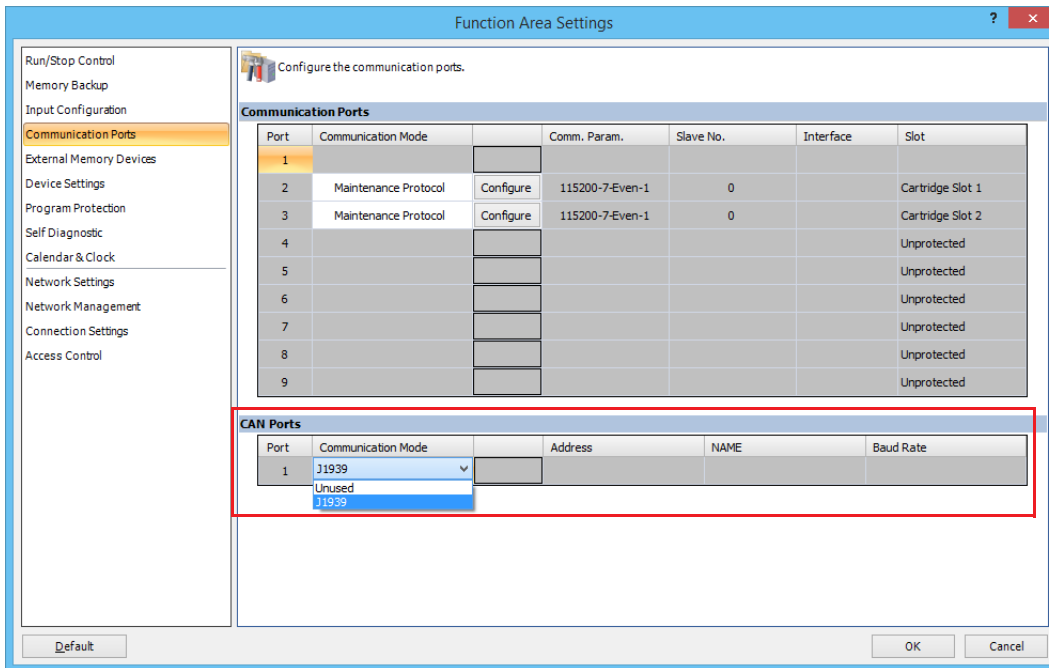 Function Area Settings
?
×
Run/Stop Control
Memory Backup
Input Configuration
Communication Ports
External Memory Devices
Device Settings
Program Protection
Self Diagnostic
Calendar & Clock
Network Settings
Network Management
Connection Settings
Access Control
Configure the communication ports.
Communication Ports
Port Communication Mode Comm. Param. Slave No. Interface Slot
1
2 Maintenance Protocol Configure 115200-7-Even-1 0 Cartridge Slot 1
3 Maintenance Protocol Configure 115200-7-Even-1 0 Cartridge Slot 2
4 Unprotected
5 Unprotected
6 Unprotected
7 Unprotected
8 Unprotected
9 Unprotected
CAN Ports
Port Communication Mode Address NAME Baud Rate
1 J1939
Unused
J1939
Default
OK
Cancel